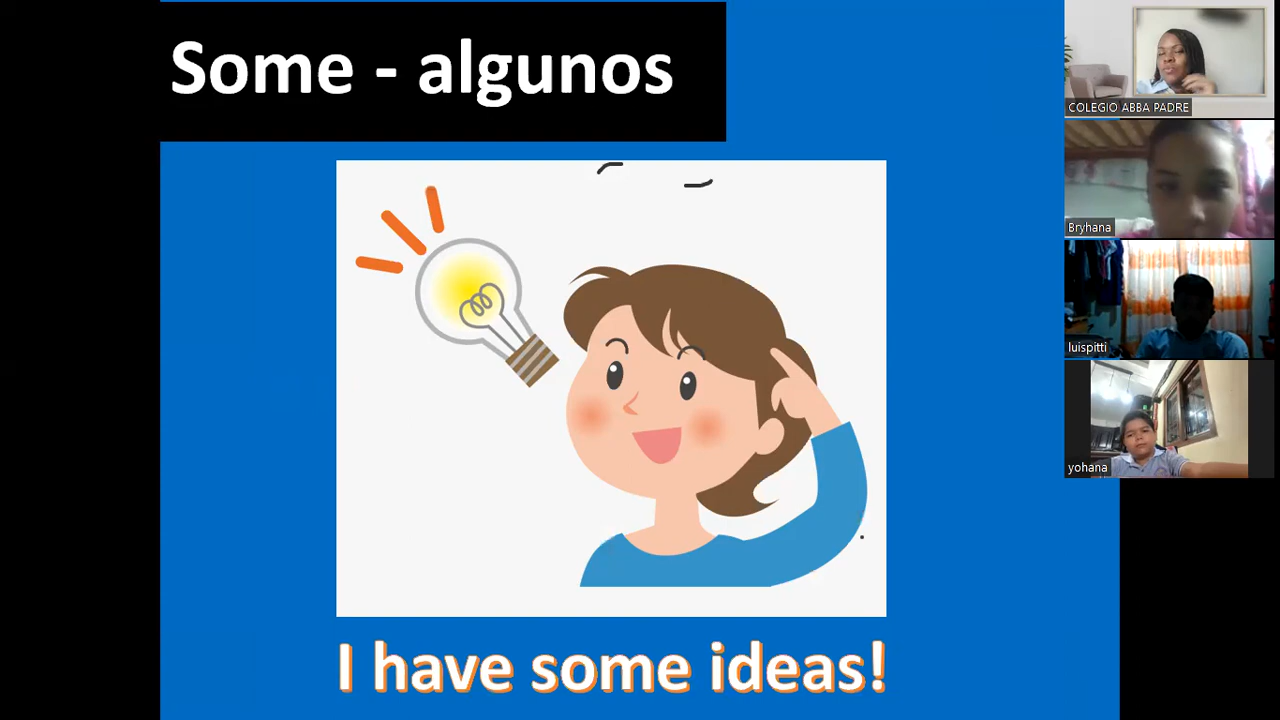 Some - algunos
I have some ideas!
COLEGIO ABBA PADRE
Bryhana
luispitti
yohana